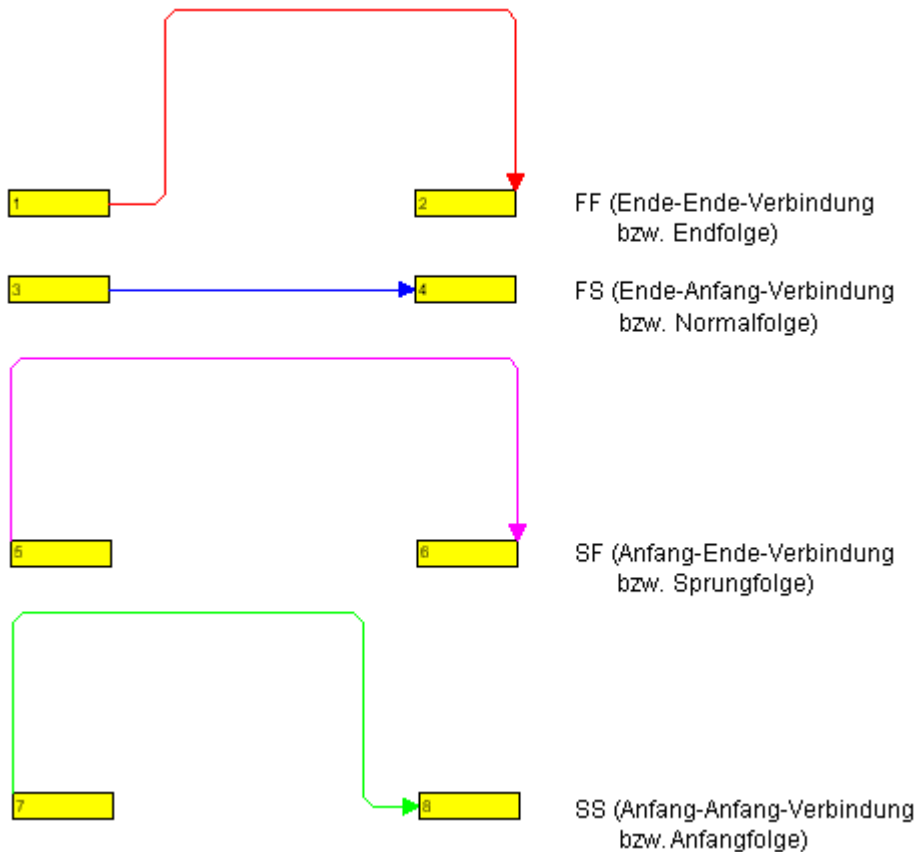 1
2
FF (Ende-Ende-Verbindung
bzw. Endfolge)
3
4
FS (Ende-Anfang-Verbindung
bzw. Normalfolge)
5
6
SF (Anfang-Ende-Verbindung
bzw. Sprungfolge)
7
8
SS (Anfang-Anfang-Verbindung
bzw. Anfangfolge)